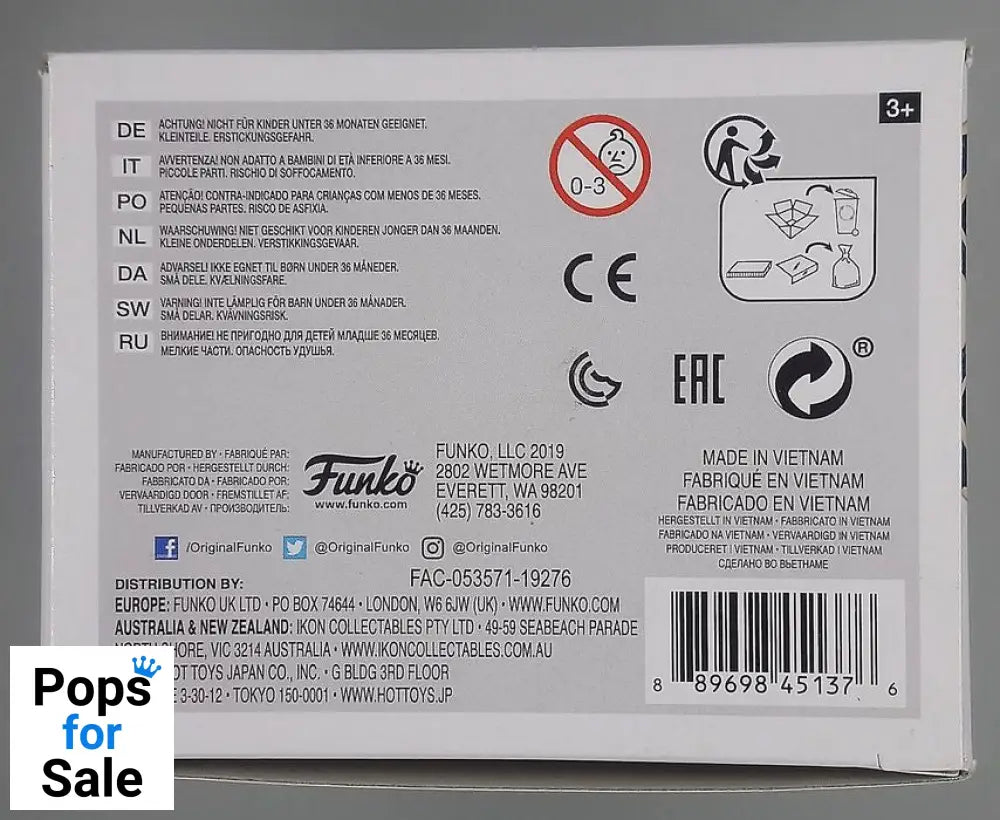 3+
DE ACHTUNG! NICHT FÜR KINDER UNTER 36 MONATEN GEEIGNET.
KLEINTEILE. ERSTICKUNGSGEFAHR.
IT AVVERTENZA! NON ADATTO A BAMBINI DI ETÀ INFERIORE A 36 MESI.
PICCOLE PARTI. RISCHIO DI SOFFOCAMENTO.
PO ATENÇÃO! CONTRA-INDICADO PARA CRIANÇAS COM MENOS DE 36 MESES.
PEQUENAS PARTES. RISCO DE ASFIXIA.
NL WAARSCHUWING! NIET GESCHIKT VOOR KINDEREN JONGER DAN 36 MAANDEN.
KLEINE ONDERDELEN. VERSTIKKINGSGEVAAR.
DA ADVARSEL! IKKE EGNET TIL BØRN UNDER 36 MÅNEDER.
SMÅ DELE. KVÆLNINGSFARE.
SW VARNING! INTE LÄMPLIG FÖR BARN UNDER 36 MÅNADER.
SMÅ DELAR. KVÄVNINGSRISK.
RU ВНИМАНИЕ! НЕ ПРИГОДНО ДЛЯ ДЕТЕЙ МЛАДШЕ 36 МЕСЯЦЕВ.
МЕЛКИЕ ЧАСТИ. ОПАСНОСТЬ УДУШЬЯ.
0-3
CE
EAC
®
MANUFACTURED BY • FABRIQUÉ PAR:
FABRICADO POR • HERGESTELLT DURCH:
FABBRICATO DA • FABRICADO POR:
VERVAARDIGD DOOR • FREMSTILLET AF:
TILLVERKAD AV • ПРОИЗВОДИТЕЛЬ:
Funko
www.funko.com
FUNKO, LLC 2019
2802 WETMORE AVE
EVERETT, WA 98201
(425) 783-3616
MADE IN VIETNAM
FABRIQUÉ EN VIETNAM
FABRICADO EN VIETNAM
HERGESTELLT IN VIETNAM • FABBRICATO IN VIETNAM
FABRICADO NA VIETNAM • VERVAARDIGD IN VIETNAM
PRODUCERET I VIETNAM • TILLVERKAD I VIETNAM
СДЕЛАНО ВО ВЬЕТНАМЕ
/OriginalFunko @OriginalFunko @OriginalFunko
FAC-053571-19276
DISTRIBUTION BY:
EUROPE: FUNKO UK LTD • PO BOX 74644 • LONDON, W6 6JW (UK) • WWW.FUNKO.COM
AUSTRALIA & NEW ZEALAND: IKON COLLECTABLES PTY LTD • 49-59 SEABEACH PARADE
NORTH SHORE, VIC 3214 AUSTRALIA • WWW.IKONCOLLECTABLES.COM.AU
HOT TOYS JAPAN CO., INC. • G BLDG 3RD FLOOR
3-30-12 • TOKYO 150-0001 • WWW.HOTTOYS.JP
8 89698 45137 6
Pops
for
Sale